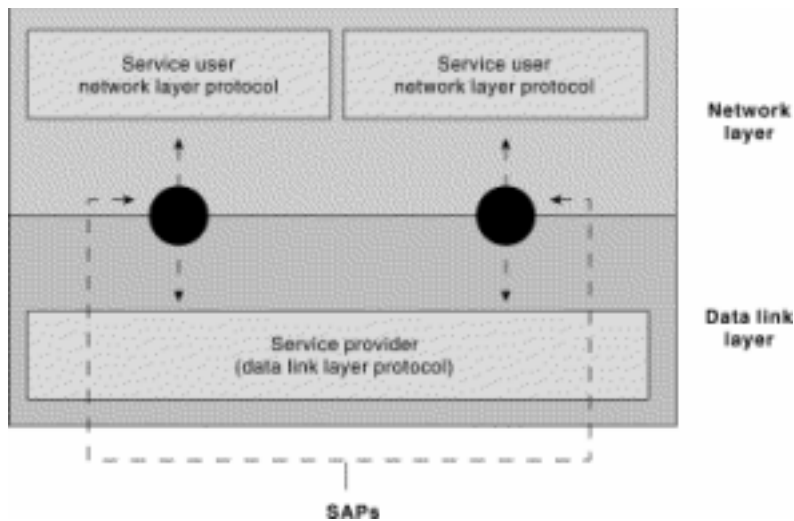 Service user
network layer protocol
Service user
network layer protocol
Network
layer
Service provider
(data link layer protocol)
Data link
layer
SAPs